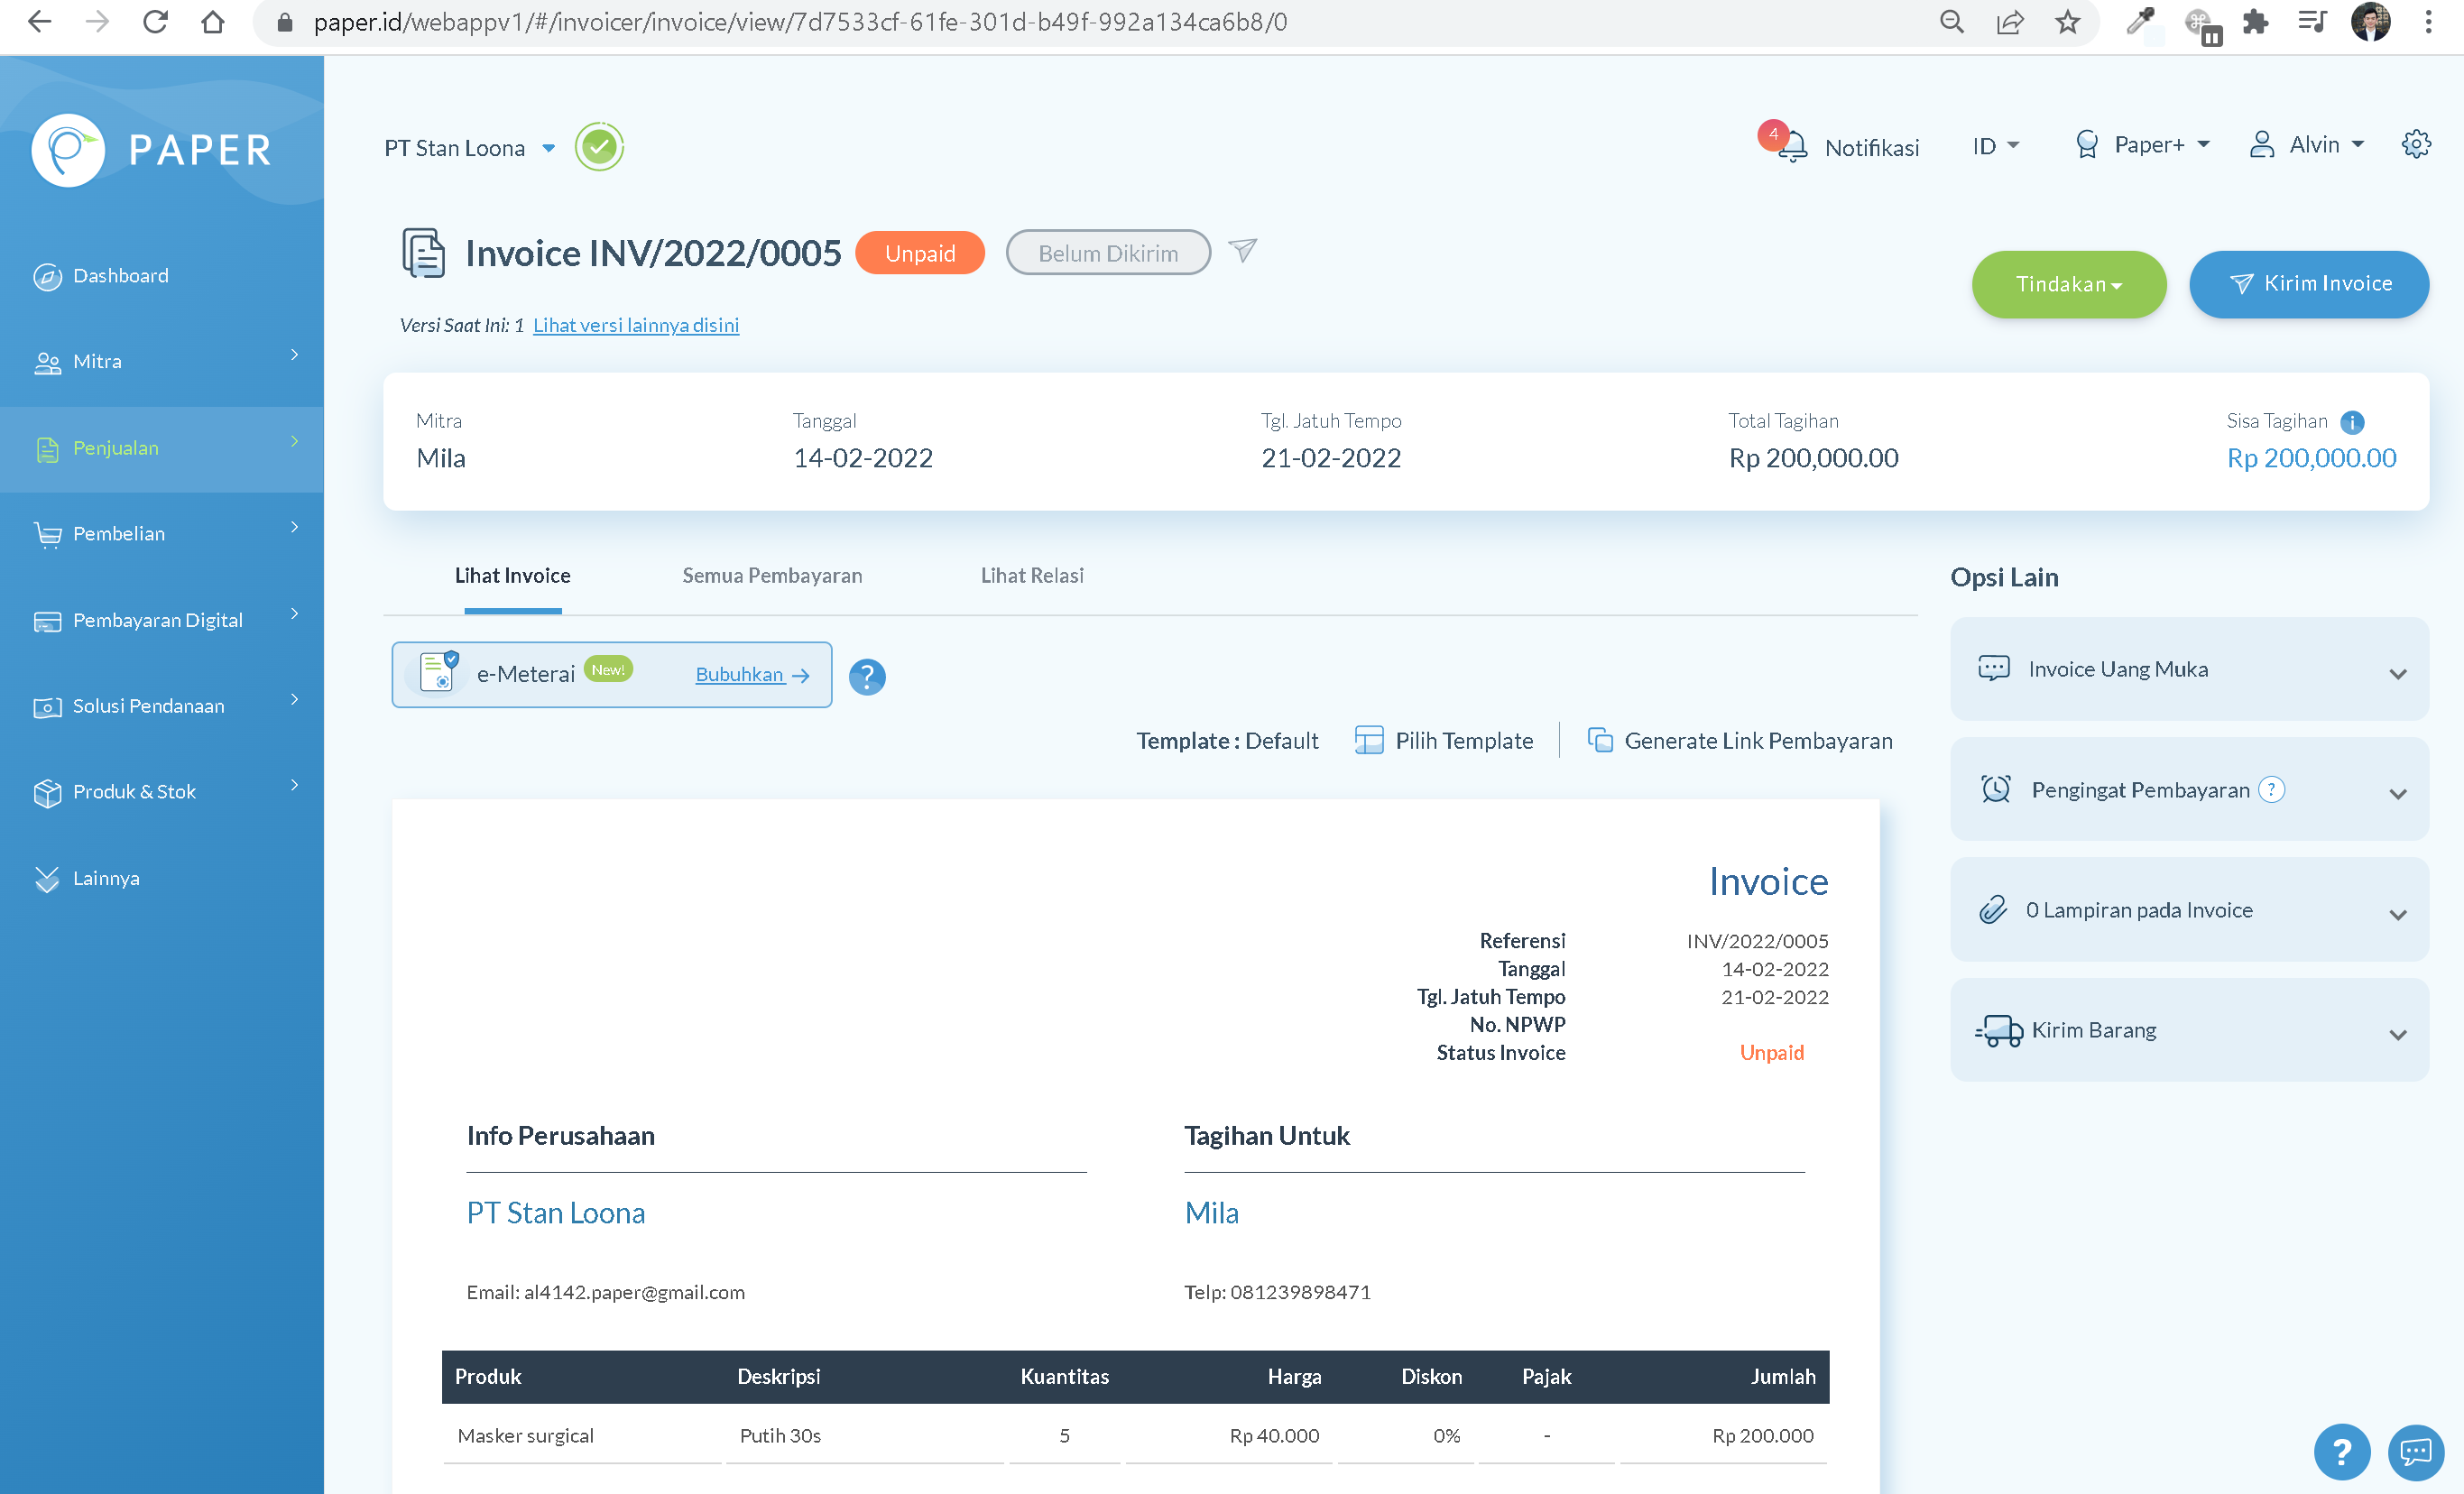 paper.id/webappv1/#/invoicer/invoice/view/7d7533cf-61fe-301d-b49f-992a134ca6b8/0
PAPER
PT Stan Loona
4 Notifikasi ID Paper+ Alvin
Dashboard
Mitra
Penjualan
Pembelian
Pembayaran Digital
Solusi Pendanaan
Produk & Stok
Lainnya
Invoice INV/2022/0005 Unpaid Belum Dikirim
Tindakan Kirim Invoice
Versi Saat Ini: 1 Lihat versi lainnya disini
Mitra Tanggal Tgl. Jatuh Tempo Total Tagihan Sisa Tagihan i
Mila 14-02-2022 21-02-2022 Rp 200,000.00 Rp 200,000.00
Lihat Invoice Semua Pembayaran Lihat Relasi
e-Meterai New! Bubuhkan → ?
Template : Default Pilih Template Generate Link Pembayaran
Opsi Lain
Invoice Uang Muka
Pengingat Pembayaran ?
0 Lampiran pada Invoice
Kirim Barang
Invoice
Referensi INV/2022/0005
Tanggal 14-02-2022
Tgl. Jatuh Tempo 21-02-2022
No. NPWP
Status Invoice Unpaid
Info Perusahaan Tagihan Untuk
PT Stan Loona Mila
Email: al4142.paper@gmail.com Telp: 081239898471
Produk Deskripsi Kuantitas Harga Diskon Pajak Jumlah
Masker surgical Putih 30s 5 Rp 40.000 0% - Rp 200.000
?